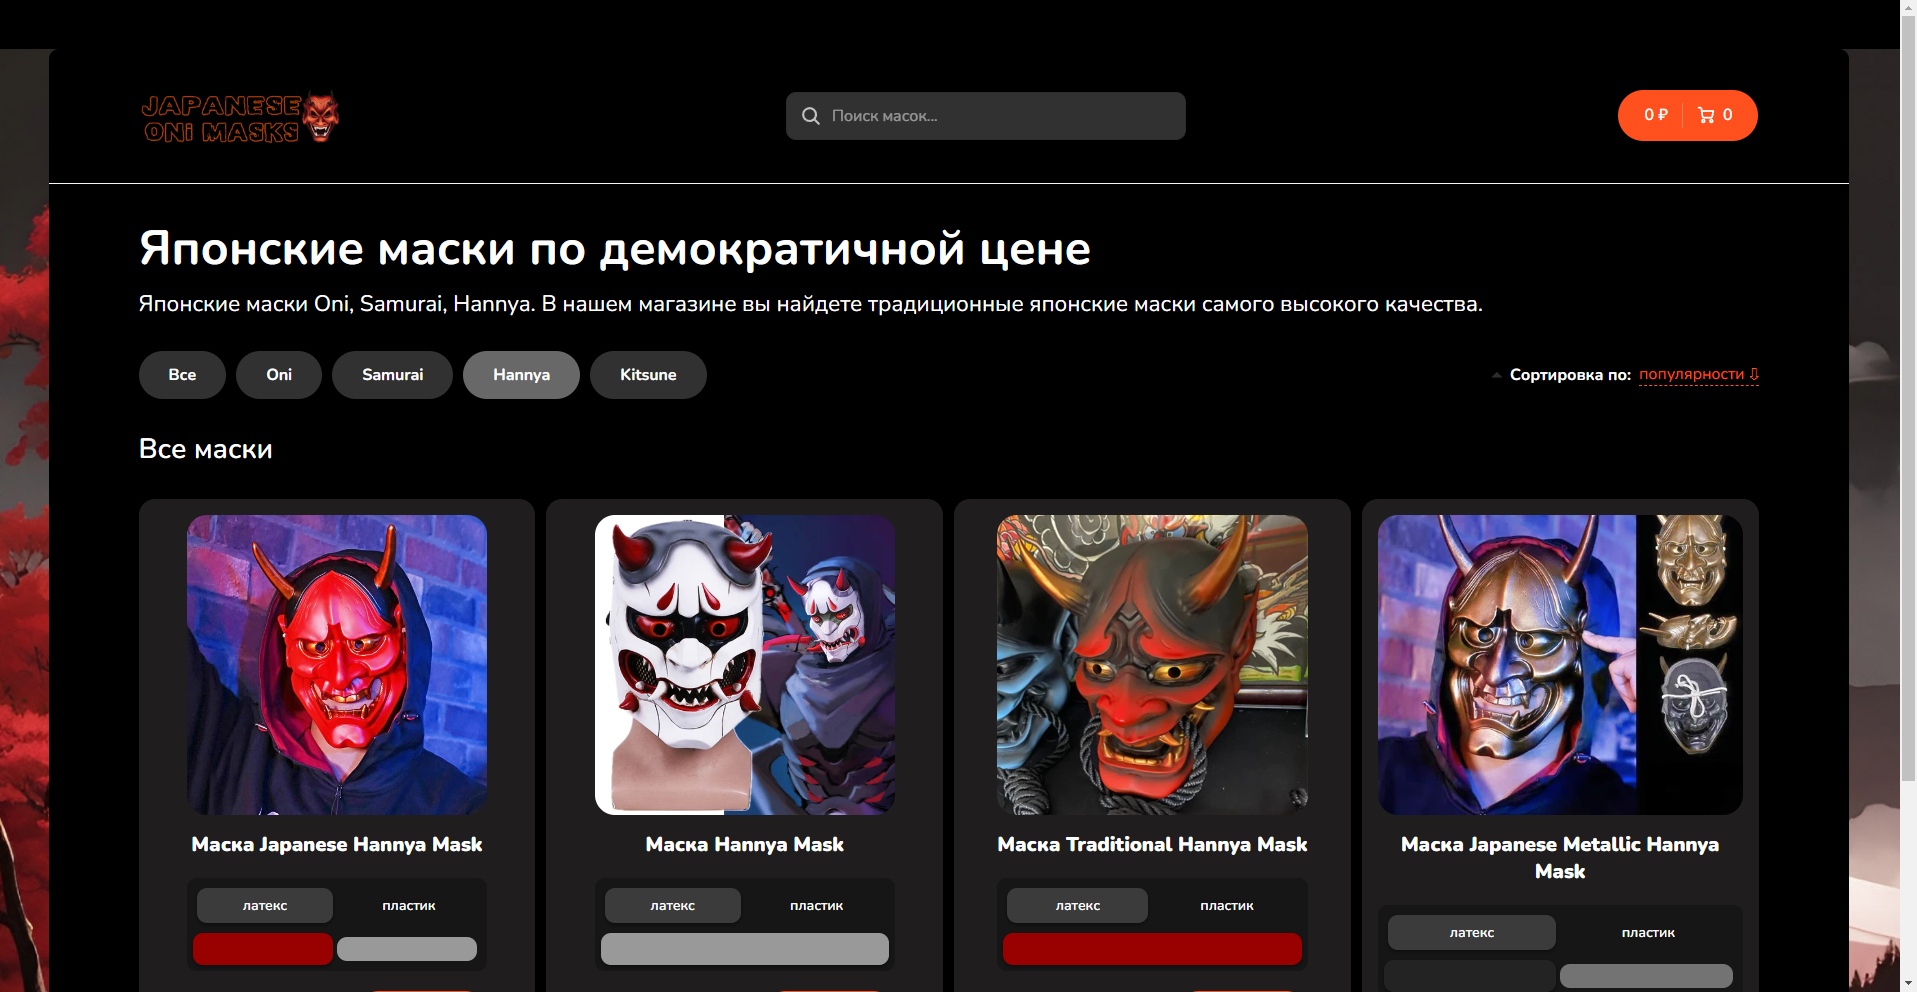 JAPANESE
ONI MASKS
Поиск масок...
0 ₽ 0
Японские маски по демократичной цене
Японские маски Oni, Samurai, Hannya. В нашем магазине вы найдете традиционные японские маски самого высокого качества.
Все Oni Samurai Hannya Kitsune
Сортировка по: популярности ⇩
Все маски
Маска Japanese Hannya Mask
латекс пластик
Маска Hannya Mask
латекс пластик
Маска Traditional Hannya Mask
латекс пластик
Маска Japanese Metallic Hannya
Mask
латекс пластик